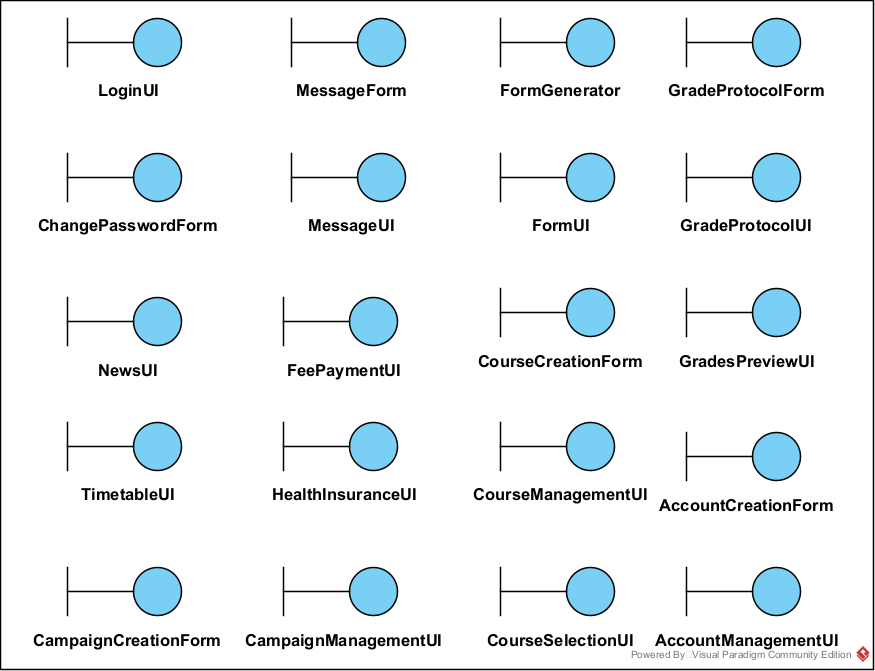 LoginUI
MessageForm
FormGenerator
GradeProtocolForm
ChangePasswordForm
MessageUI
FormUI
GradeProtocolUI
NewsUI
FeePaymentUI
CourseCreationForm
GradesPreviewUI
TimetableUI
HealthInsuranceUI
CourseManagementUI
AccountCreationForm
CampaignCreationForm
CampaignManagementUI
CourseSelectionUI
AccountManagementUI
Powered By Visual Paradigm Community Edition